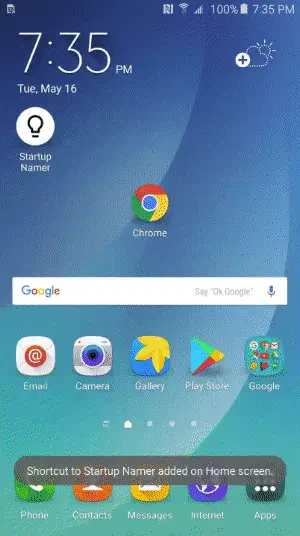 100% 7:35 PM
7:35 PM
Tue, May 16
Startup
Namer
Chrome
Google Say "Ok Google"
Email Camera Gallery Play Store Google
Shortcut to Startup Namer added on Home screen.
Phone Contacts Messages Internet Apps